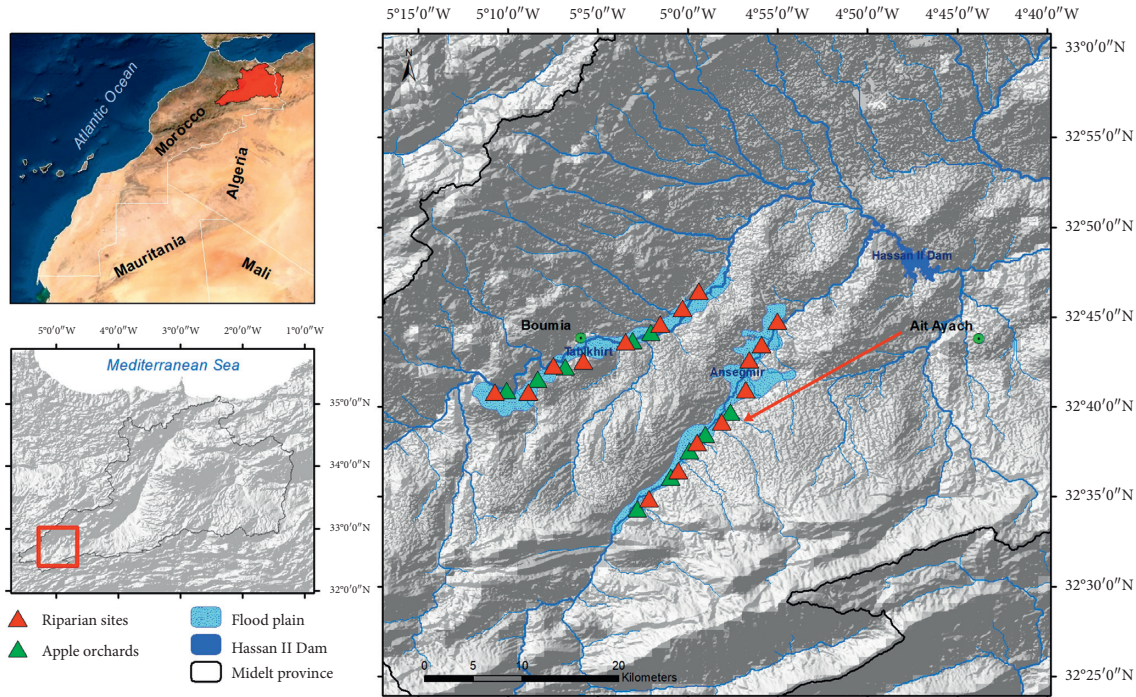 Atlantic Ocean
Morocco
Algeria
Mauritania
Mali
5°0′0″W 4°0′0″W 3°0′0″W 2°0′0″W 1°0′0″W
Mediterranean Sea
35°0′0″N
34°0′0″N
33°0′0″N
32°0′0″N
Riparian sites
Apple orchards
Flood plain
Hassan II Dam
Midelt province
5°15′0″W 5°10′0″W 5°5′0″W 5°0′0″W 4°55′0″W 4°50′0″W 4°45′0″W 4°40′0″W
N
33°0′0″N
32°55′0″N
32°50′0″N
Hassan II Dam
32°45′0″N
Boumia
Ait Ayach
Ansegmir
32°40′0″N
32°35′0″N
32°30′0″N
32°25′0″N
0 5 10 20
Kilometers